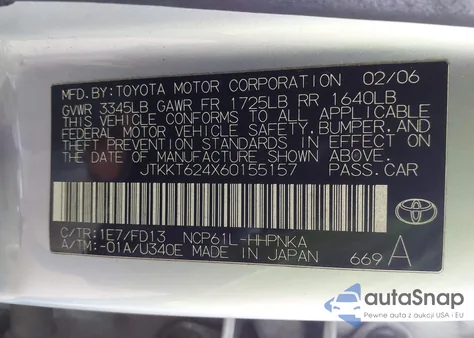 MFD.BY:TOYOTA MOTOR CORPORATION 02/06
GVWR 3345LB GAWR FR 1725LB RR 1640LB
THIS VEHICLE CONFORMS TO ALL APPLICABLE
FEDERAL MOTOR VEHICLE SAFETY,BUMPER,AND
THEFT PREVENTION STANDARDS IN EFFECT ON
THE DATE OF MANUFACTURE SHOWN ABOVE.
JTKKT624X60155157 PASS.CAR
C/TR:1E7/FD13 NCP61L-HHPNKA
A/TM:-01A/U340E MADE IN JAPAN 669 A
TOYOTA
autoSnap
Pewne auta z aukcji USA i EU